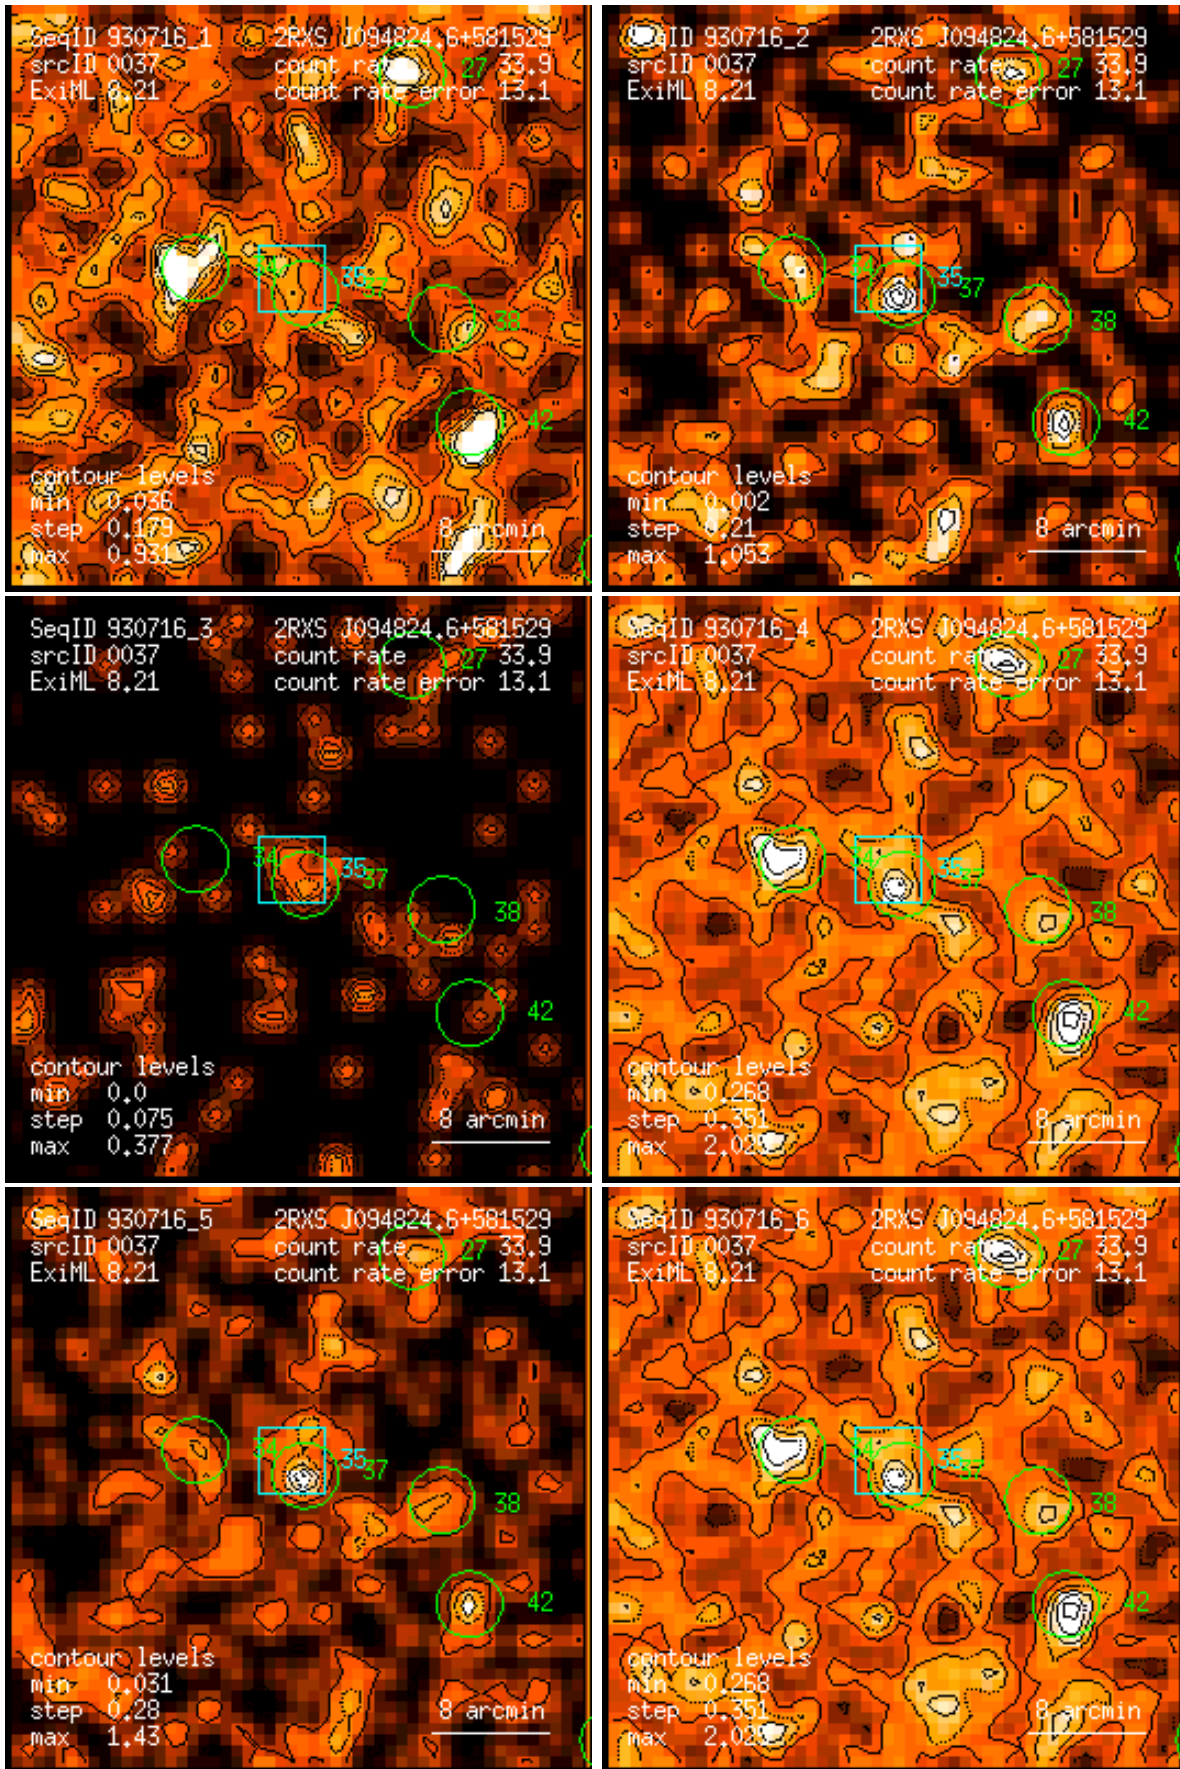 SeqID 930716_1 2RXS J094824.6+581529
srcID 0037 count rate 27 33.9
ExiML 8.21 count rate error 13.1
34 35 37
38
42
contour levels
min 0.036
step 0.179
max 0.931
8 arcmin
SeqID 930716_2 2RXS J094824.6+581529
srcID 0037 count rate 27 33.9
ExiML 8.21 count rate error 13.1
34 35 37
38
42
contour levels
min 0.002
step 0.21
max 1.053
8 arcmin
SeqID 930716_3 2RXS J094824.6+581529
srcID 0037 count rate 27 33.9
ExiML 8.21 count rate error 13.1
34 35 37
38
42
contour levels
min 0.0
step 0.075
max 0.377
8 arcmin
SeqID 930716_4 2RXS J094824.6+581529
srcID 0037 count rate 27 33.9
ExiML 8.21 count rate error 13.1
34 35 37
38
42
contour levels
min 0.268
step 0.351
max 2.025
8 arcmin
SeqID 930716_5 2RXS J094824.6+581529
srcID 0037 count rate 27 33.9
ExiML 8.21 count rate error 13.1
34 35 37
38
42
contour levels
min 0.031
step 0.28
max 1.43
8 arcmin
SeqID 930716_6 2RXS J094824.6+581529
srcID 0037 count rate 27 33.9
ExiML 8.21 count rate error 13.1
34 35 37
38
42
contour levels
min 0.268
step 0.351
max 2.025
8 arcmin